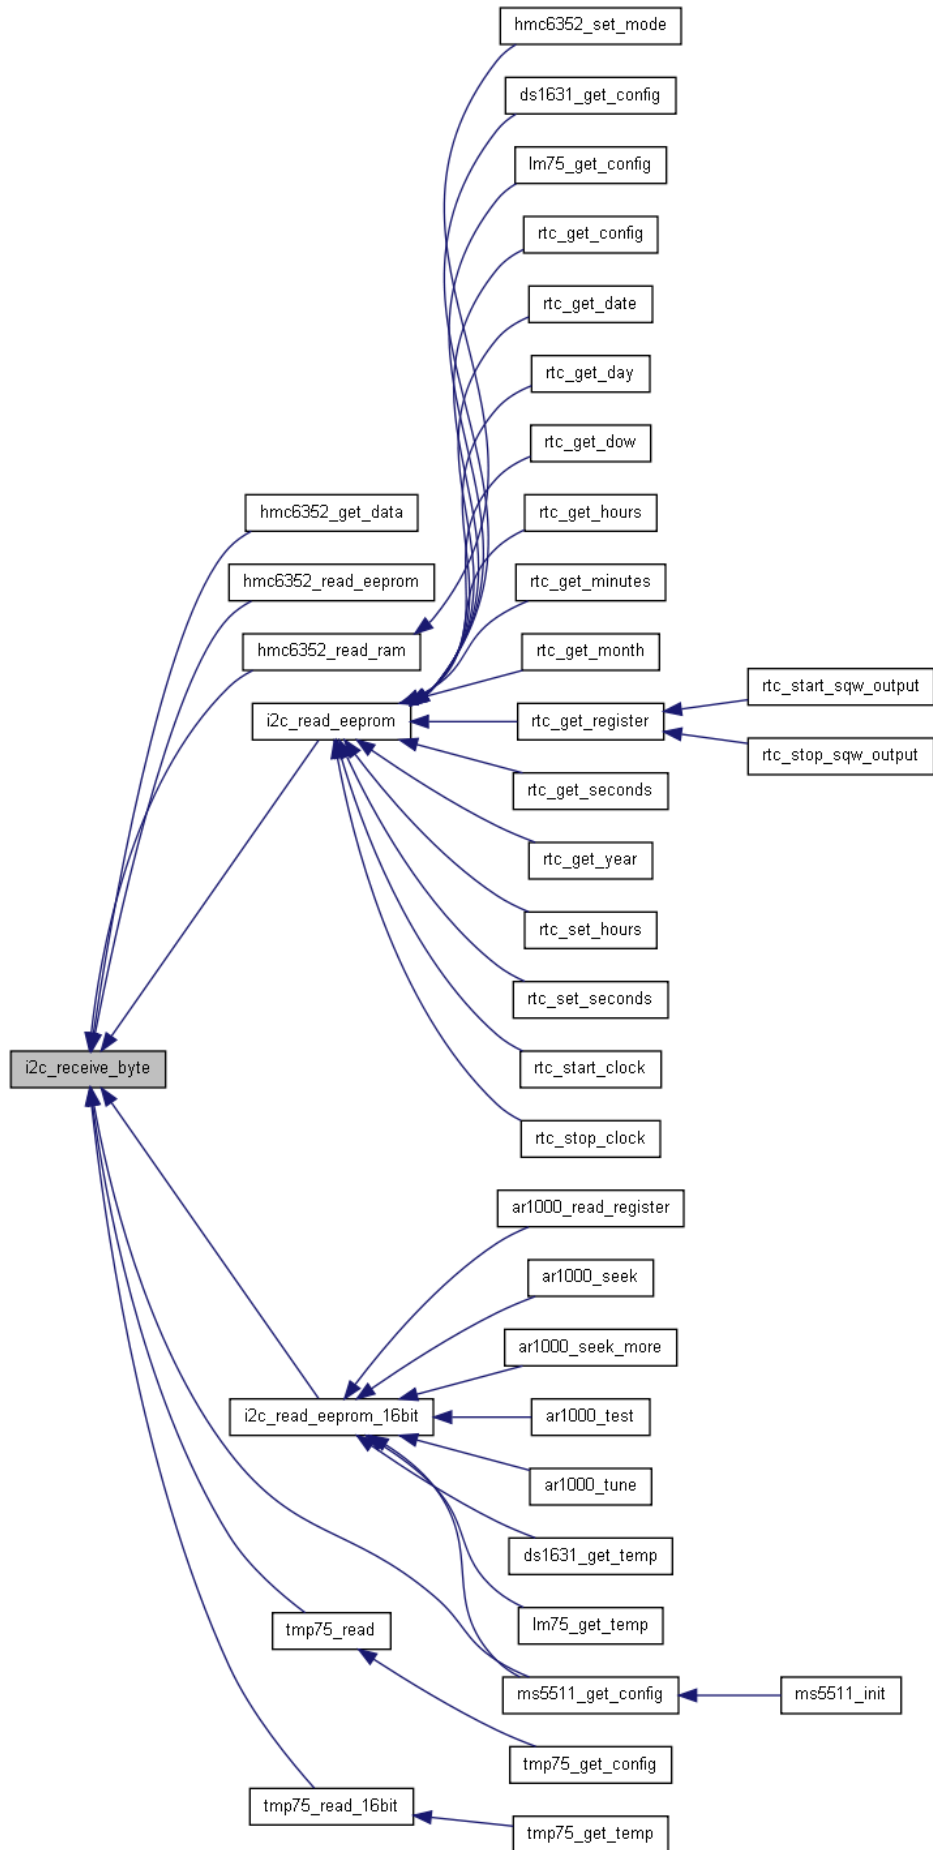 hmc6352_set_mode
ds1631_get_config
lm75_get_config
rtc_get_config
rtc_get_date
rtc_get_day
rtc_get_dow
hmc6352_get_data
rtc_get_hours
hmc6352_read_eeprom
rtc_get_minutes
hmc6352_read_ram
rtc_get_month
rtc_start_sqw_output
i2c_read_eeprom
rtc_get_register
rtc_stop_sqw_output
rtc_get_seconds
rtc_get_year
rtc_set_hours
rtc_set_seconds
i2c_receive_byte
rtc_start_clock
rtc_stop_clock
ar1000_read_register
ar1000_seek
ar1000_seek_more
i2c_read_eeprom_16bit
ar1000_test
ar1000_tune
ds1631_get_temp
lm75_get_temp
tmp75_read
ms5511_get_config
ms5511_init
tmp75_get_config
tmp75_read_16bit
tmp75_get_temp